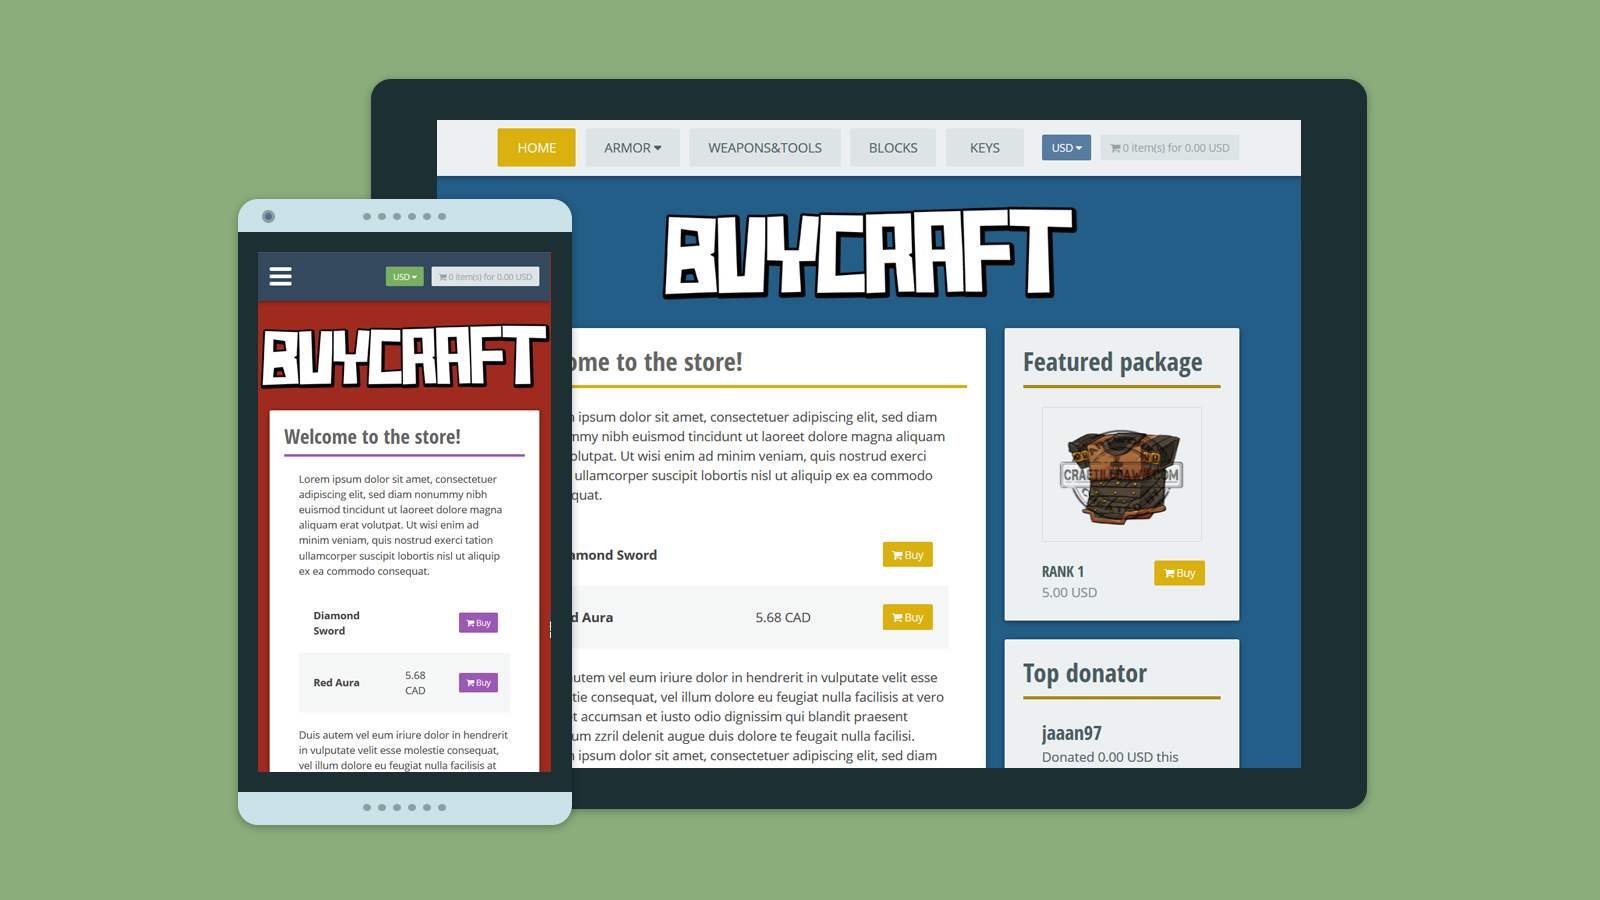 HOME
ARMOR
WEAPONS&TOOLS
BLOCKS
KEYS
USD
0 item(s) for 0.00 USD
BUYCRAFT
ome to the store!
ipsum dolor sit amet, consectetuer adipiscing elit, sed diam
mmy nibh euismod tincidunt ut laoreet dolore magna aliquam
olutpat. Ut wisi enim ad minim veniam, quis nostrud exerci
ullamcorper suscipit lobortis nisl ut aliquip ex ea commodo
quat.
amond Sword
Buy
d Aura
5.68 CAD
Buy
utem vel eum iriure dolor in hendrerit in vulputate velit esse
tie consequat, vel illum dolore eu feugiat nulla facilisis at vero
t accumsan et iusto odio dignissim qui blandit praesent
um zzril delenit augue duis dolore te feugait nulla facilisi.
ipsum dolor sit amet, consectetuer adipiscing elit, sed diam
Featured package
CRAFTILLDAWN.COM
RANK 1
5.00 USD
Buy
Top donator
jaaan97
Donated 0.00 USD this
USD
0 item(s) for 0.00 USD
BUYCRAFT
Welcome to the store!
Lorem ipsum dolor sit amet, consectetuer
adipiscing elit, sed diam nonummy nibh
euismod tincidunt ut laoreet dolore magna
aliquam erat volutpat. Ut wisi enim ad
minim veniam, quis nostrud exerci tation
ullamcorper suscipit lobortis nisl ut aliquip
ex ea commodo consequat.
Diamond
Sword
Buy
Red Aura
5.68
CAD
Buy
Duis autem vel eum iriure dolor in hendrerit
in vulputate velit esse molestie consequat,
vel illum dolore eu feugiat nulla facilisis at